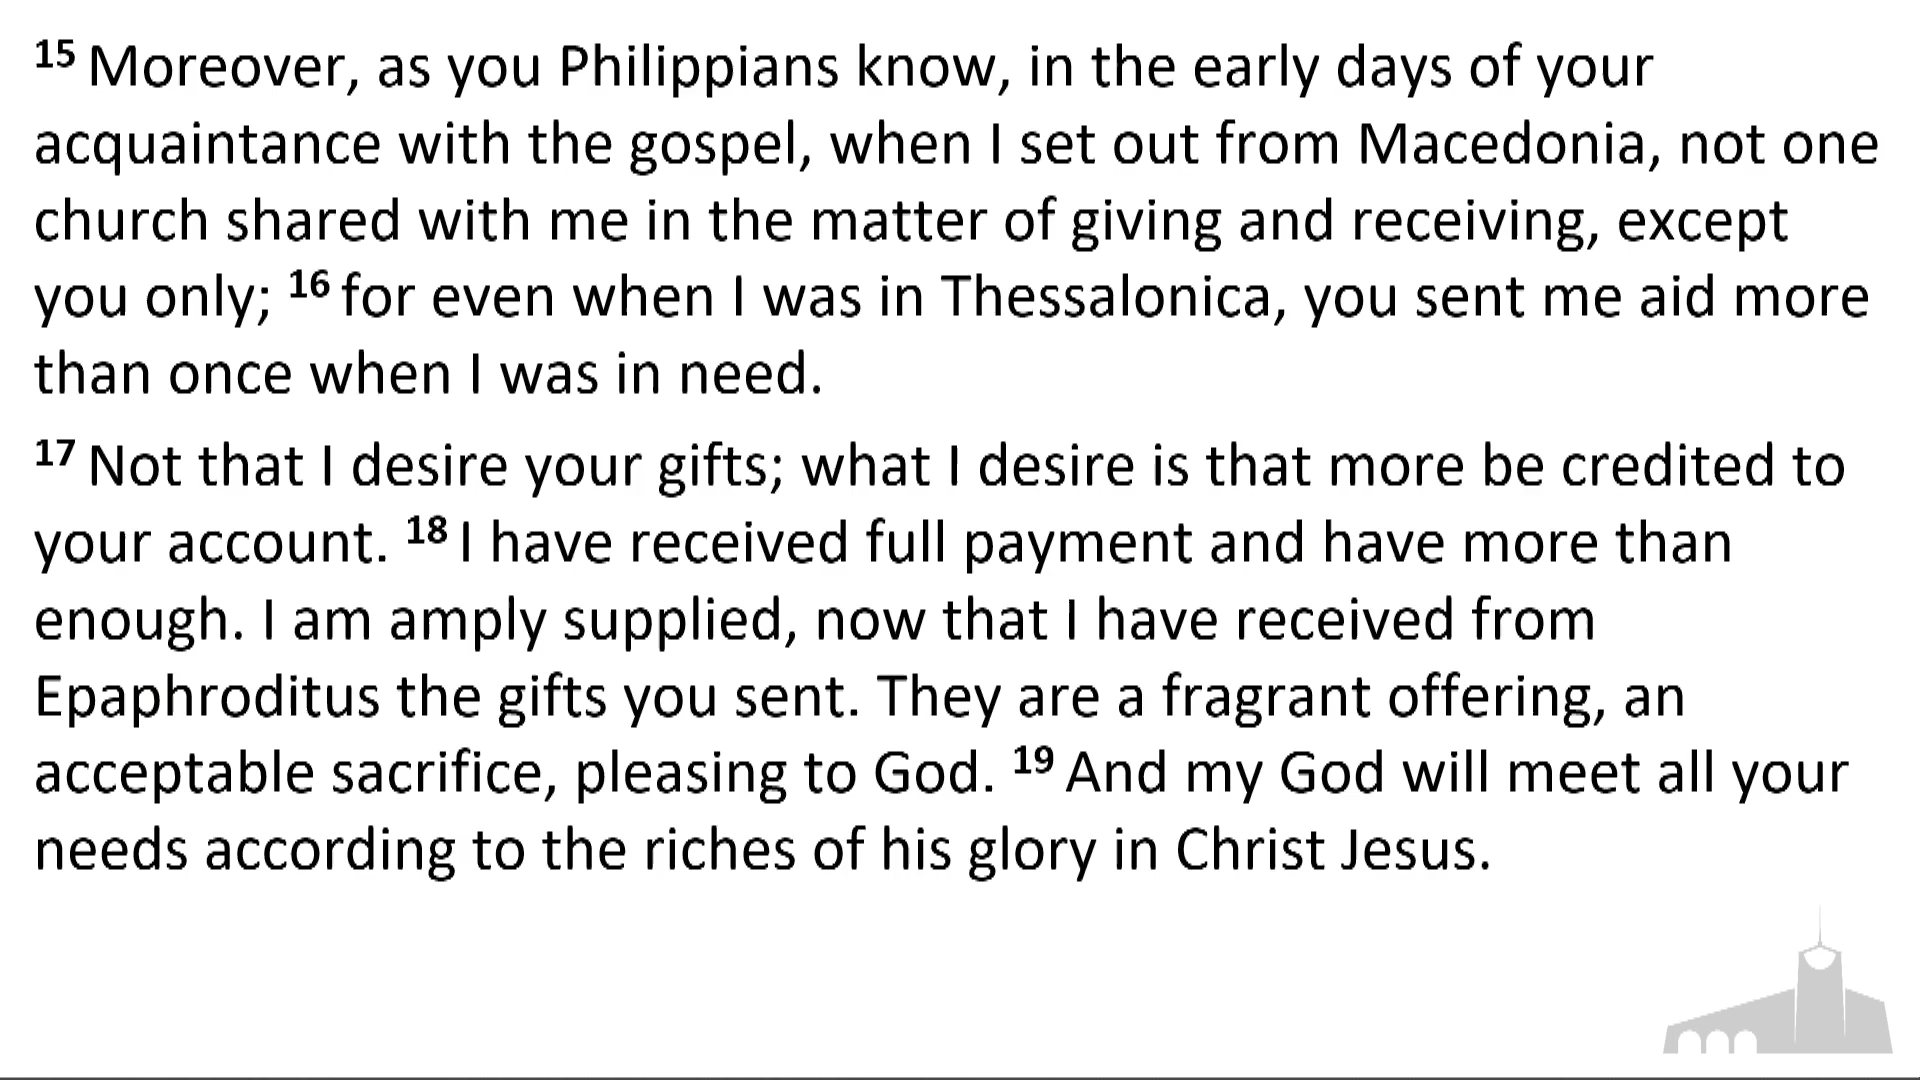 15 Moreover, as you Philippians know, in the early days of your
acquaintance with the gospel, when I set out from Macedonia, not one
church shared with me in the matter of giving and receiving, except
you only; 16 for even when I was in Thessalonica, you sent me aid more
than once when I was in need.
17 Not that I desire your gifts; what I desire is that more be credited to
your account. 18 I have received full payment and have more than
enough. I am amply supplied, now that I have received from
Epaphroditus the gifts you sent. They are a fragrant offering, an
acceptable sacrifice, pleasing to God. 19 And my God will meet all your
needs according to the riches of his glory in Christ Jesus.